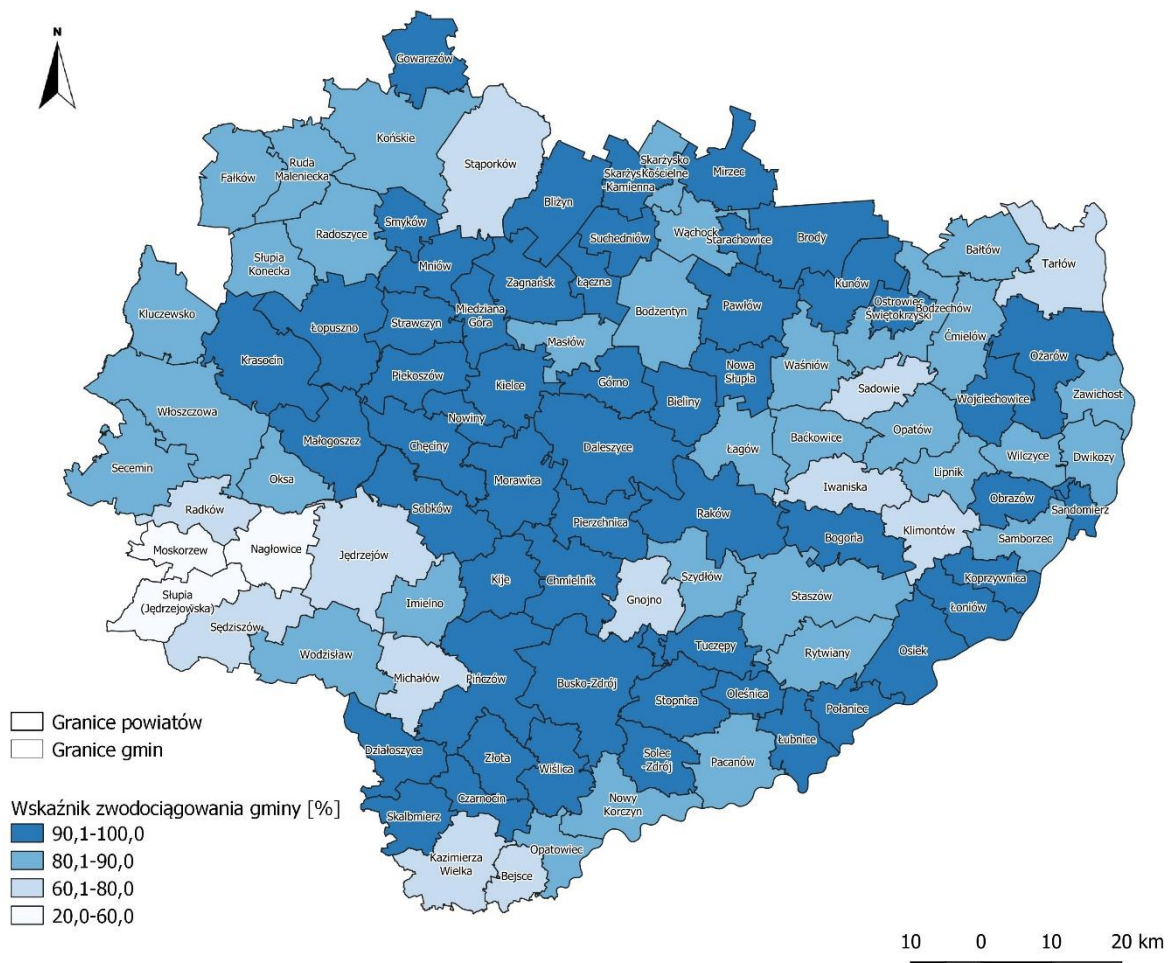 N
Gowarczów
Końskie
Stąporków
Ruda
Maleniecka
Fałków
Skarżysko
Kościelne
Skarżysko
-Kamienna
Mirzec
Bliżyn
Smyków
Radoszyce
Suchedniów
Wąchock
Starachowice
Brody
Bałtów
Tarłów
Słupia
Konecka
Mniów
Zagnańsk
Łączna
Kunów
Ostrowiec
Świętokrzyski
Bodzechów
Kluczewsko
Łopuszno
Strawczyn
Miedziana
Góra
Bodzentyn
Pawłów
Masłów
Ćmielów
Ożarów
Krasocin
Piekoszów
Kielce
Górno
Nowa
Słupia
Waśniów
Sadowie
Wojciechowice
Zawichost
Bieliny
Włoszczowa
Nowiny
Małogoszcz
Chęciny
Daleszyce
Łagów
Baćkowice
Opatów
Wilczyce
Dwikozy
Secemin
Oksa
Morawica
Lipnik
Iwaniska
Obrazów
Sandomierz
Radków
Sobków
Pierzchnica
Raków
Bogoria
Klimontów
Samborzec
Moskorzew
Nagłowice
Jędrzejów
Kije
Chmielnik
Szydłów
Koprzywnica
Słupia
(Jędrzejowska)
Imielno
Gnojno
Staszów
Łoniów
Sędziszów
Wodzisław
Tuczępy
Rytwiany
Osiek
Michałów
Pińczów
Busko-Zdrój
Stopnica
Oleśnica
Połaniec
Granice powiatów
Granice gmin
Działoszyce
Złota
Wiślica
Solec
-Zdrój
Pacanów
Łubnice
Wskaźnik zwodociągowania gminy [%]
90,1-100,0
80,1-90,0
60,1-80,0
20,0-60,0
Skalbmierz
Czarnocin
Nowy
Korczyn
Kazimierza
Wielka
Bejsce
Opatowiec
10 0 10 20 km